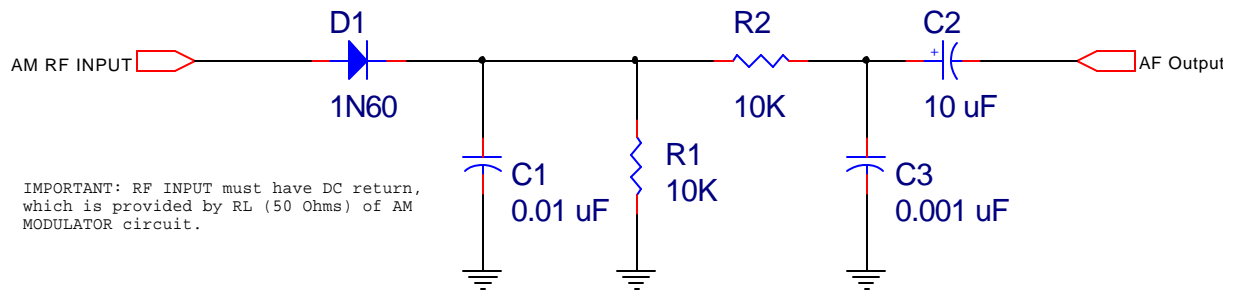 D1
R2
C2
AM RF INPUT
+
AF Output
1N60
10K
10 uF
C1
0.01 uF
R1
10K
C3
0.001 uF
IMPORTANT: RF INPUT must have DC return,
which is provided by RL (50 Ohms) of AM
MODULATOR circuit.